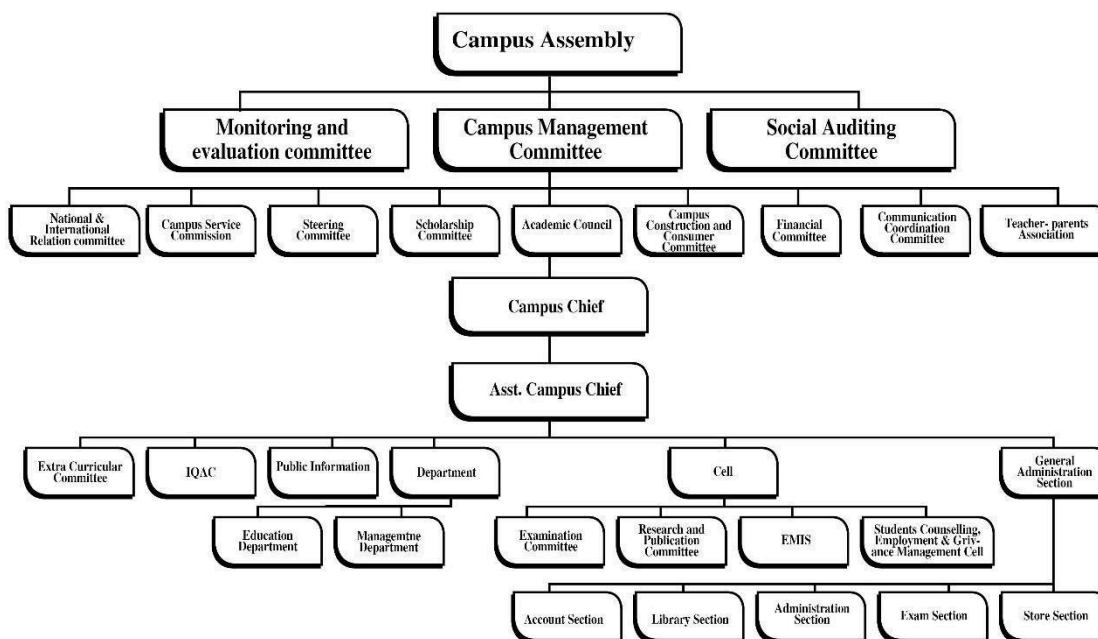 Campus Assembly
Monitoring and
evaluation committee
Campus Management
Committee
Social Auditing
Committee
National &
International
Relation committee
Campus Service
Commission
Steering
Committee
Scholarship
Committee
Academic Council
Campus
Construction and
Consumer
Committee
Financial
Committee
Communication
Coordination
Committee
Teacher- parents
Association
Campus Chief
Asst. Campus Chief
Extra Curricular
Committee
IQAC
Public Information
Department
Cell
General
Administration
Section
Education
Department
Managemtne
Department
Examination
Committee
Research and
Publication
Committee
EMIS
Students Counselling,
Employment & Griv-
ance Management Cell
Account Section
Library Section
Administration
Section
Exam Section
Store Section